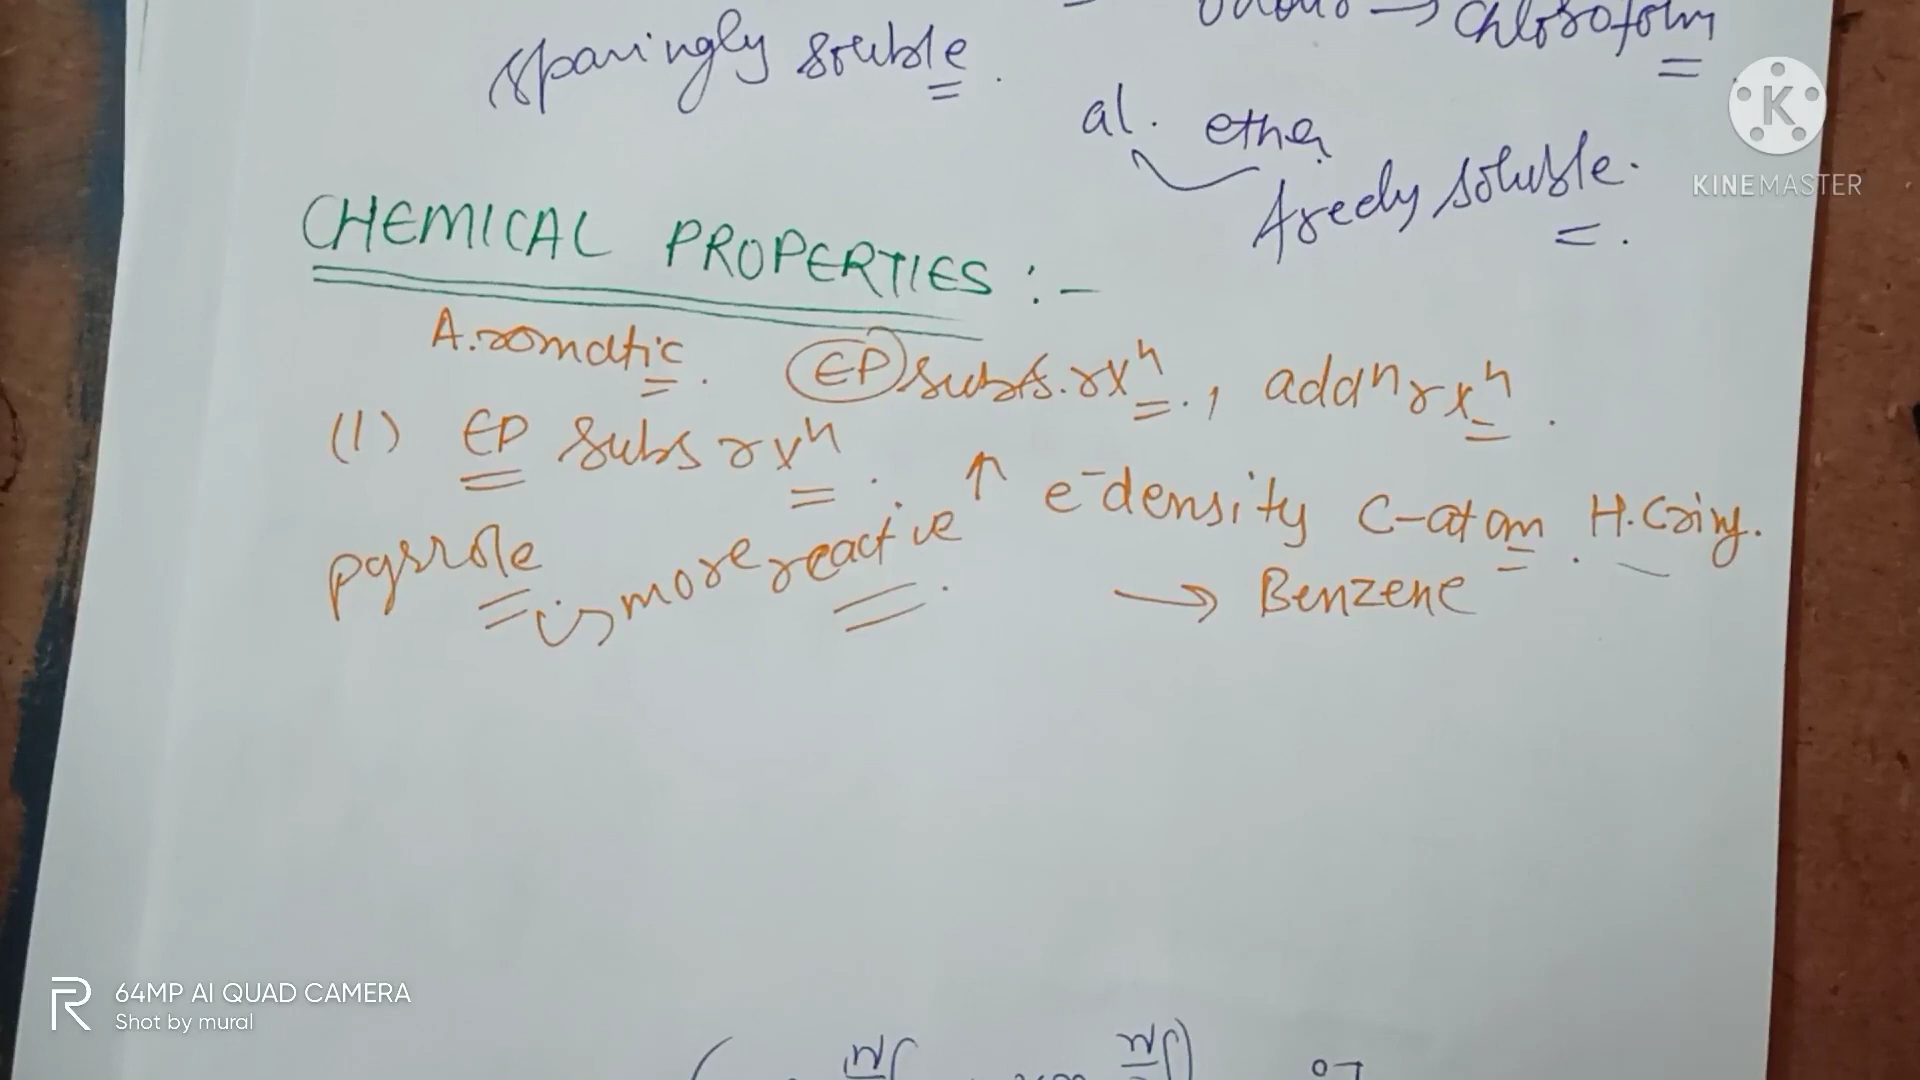 sparingly soluble.
→ Chloroform
al. ether
freely soluble.
CHEMICAL PROPERTIES :-
Aromatic. EP subs. rxⁿ., addⁿ rxⁿ.
(1) EP subs rxⁿ.
↑ e⁻density C-atom. H.C ring.
pyrrole is more reactive. → Benzene
KINEMASTER
64MP AI QUAD CAMERA
Shot by mural